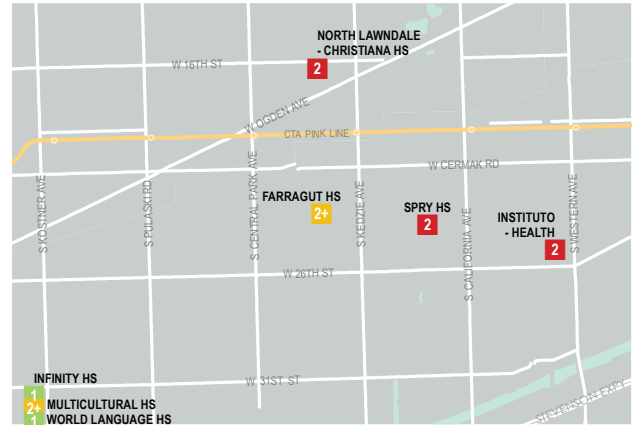 NORTH LAWNDALE
- CHRISTIANA HS
2
W 16TH ST
W OGDEN AVE
CTA PINK LINE
W CERMAK RD
S KOSTNER AVE
S PULASKI RD
S CENTRAL PARK AVE
S KEDZIE AVE
S CALIFORNIA AVE
S WESTERN AVE
FARRAGUT HS
2+
SPRY HS
2
INSTITUTO
- HEALTH
2
W 26TH ST
W 31ST ST
STEVENSON EXPY
INFINITY HS
1
2+ MULTICULTURAL HS
1 WORLD LANGUAGE HS